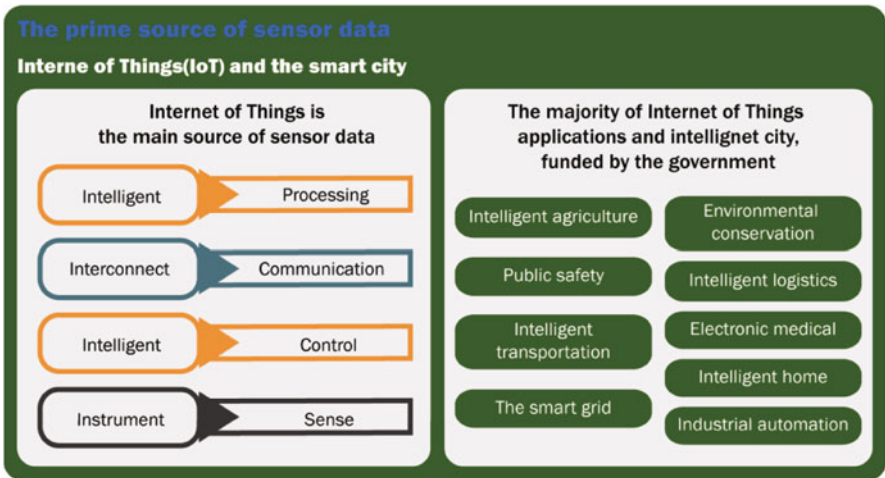 The prime source of sensor data
Interne of Things(IoT) and the smart city
Internet of Things is
the main source of sensor data
Intelligent
Processing
Interconnect
Communication
Intelligent
Control
Instrument
Sense
The majority of Internet of Things
applications and intellignet city,
funded by the government
Intelligent agriculture
Public safety
Intelligent
transportation
The smart grid
Environmental
conservation
Intelligent logistics
Electronic medical
Intelligent home
Industrial automation